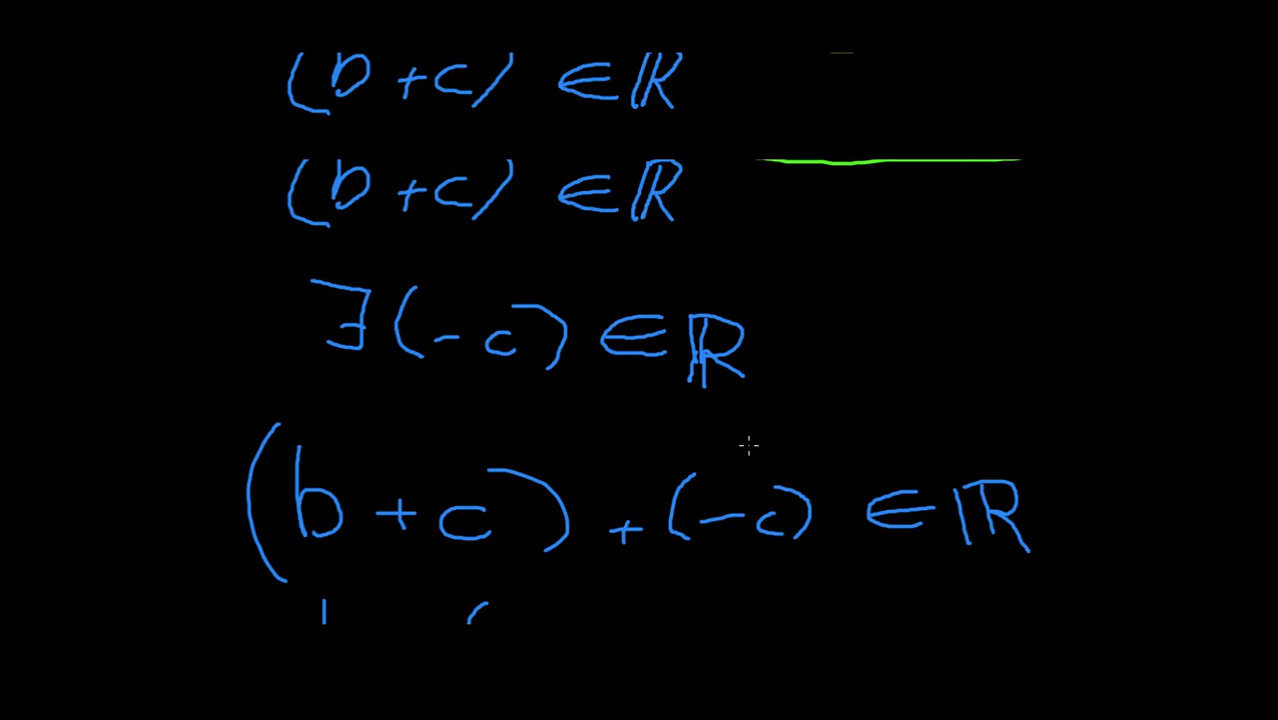 (b+c) ∈ ℝ
(b+c) ∈ ℝ
∃(-c) ∈ ℝ
(b+c)+(-c) ∈ ℝ